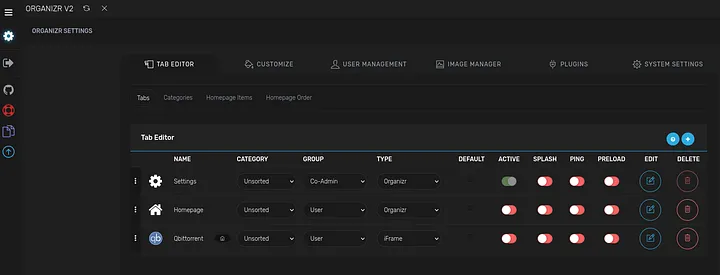 ORGANIZR V2
ORGANIZR SETTINGS
TAB EDITOR CUSTOMIZE USER MANAGEMENT IMAGE MANAGER PLUGINS SYSTEM SETTINGS
Tabs Categories Homepage Items Homepage Order
Tab Editor
NAME CATEGORY GROUP TYPE DEFAULT ACTIVE SPLASH PING PRELOAD EDIT DELETE
Settings Unsorted Co-Admin Organizr
Homepage Unsorted User Organizr
qb Qbittorrent Unsorted User iFrame